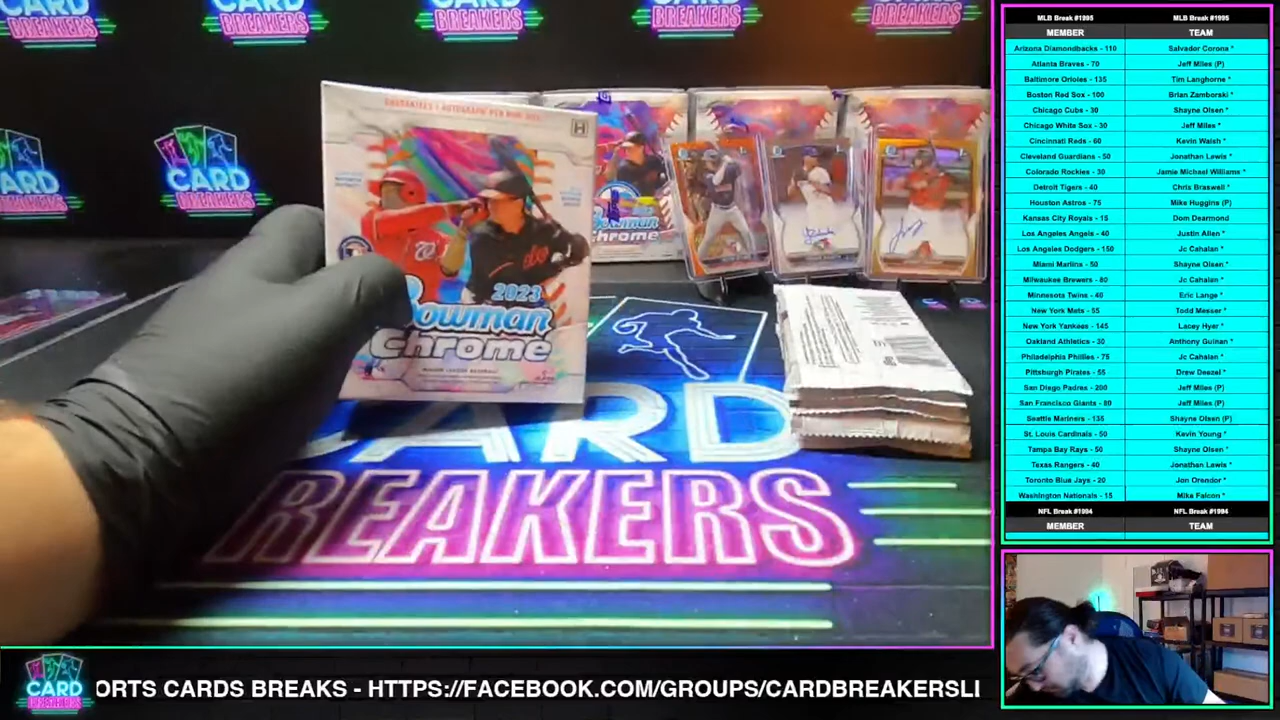 CARD
BREAKERS
CARD
BREAKERS
CARD
BREAKERS
CARD
BREAKERS
CARD
BREAKERS
2023
Bowman
chrome
Bowman
chrome
CARD
BREAKERS
MLB Break #1995 MLB Break #1995
MEMBER TEAM
Arizona Diamondbacks - 110 Salvador Corona *
Atlanta Braves - 70 Jeff Miles (P)
Baltimore Orioles - 135 Tim Langhorne *
Boston Red Sox - 100 Brian Zamborski *
Chicago Cubs - 30 Shayne Olsen *
Chicago White Sox - 30 Jeff Miles *
Cincinnati Reds - 60 Kevin Walsh *
Cleveland Guardians - 50 Jonathan Lewis *
Colorado Rockies - 30 Jamie Michael Williams *
Detroit Tigers - 40 Chris Braswell *
Houston Astros - 75 Mike Huggins (P)
Kansas City Royals - 15 Dom Dearmond
Los Angeles Angels - 40 Justin Allen *
Los Angeles Dodgers - 150 Jc Cahalan *
Miami Marlins - 50 Shayne Olsen *
Milwaukee Brewers - 80 Jc Cahalan *
Minnesota Twins - 40 Eric Lange *
New York Mets - 55 Todd Messer *
New York Yankees - 145 Lacey Hyer *
Oakland Athletics - 30 Anthony Guinan *
Philadelphia Phillies - 75 Jc Cahalan *
Pittsburgh Pirates - 55 Drew Deszel *
San Diego Padres - 200 Jeff Miles (P)
San Francisco Giants - 80 Jeff Miles (P)
Seattle Mariners - 135 Shayne Olsen (P)
St. Louis Cardinals - 50 Kevin Young *
Tampa Bay Rays - 50 Shayne Olsen *
Texas Rangers - 40 Jonathan Lewis *
Toronto Blue Jays - 20 Jon Orendor *
Washington Nationals - 15 Mike Falcon *
NFL Break #1994 NFL Break #1994
MEMBER TEAM
CARD
BREAKERS
ORTS CARDS BREAKS - HTTPS://FACEBOOK.COM/GROUPS/CARDBREAKERSLI